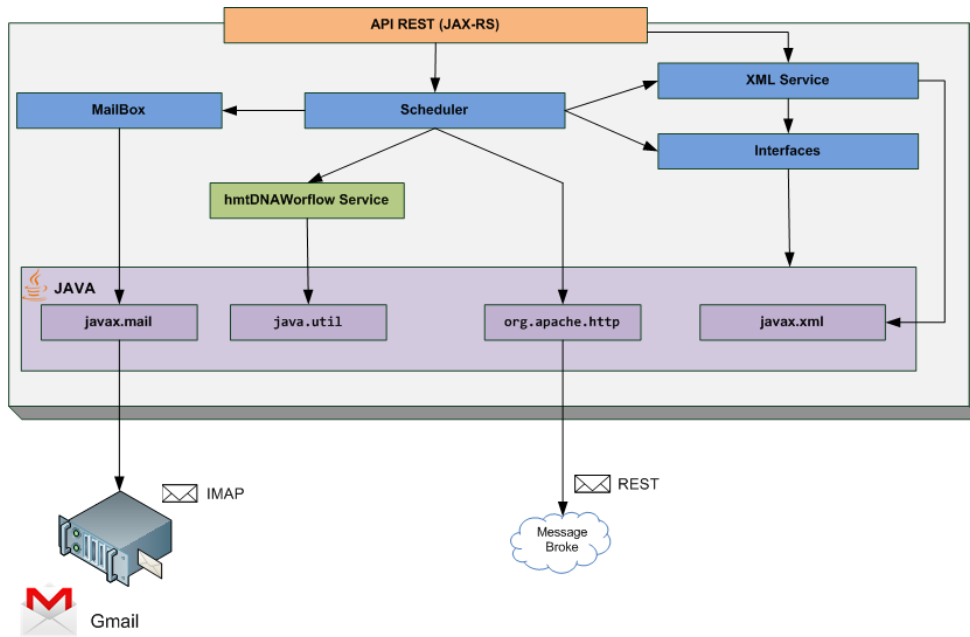 API REST (JAX-RS)
XML Service
MailBox
Scheduler
Interfaces
hmtDNAWorflow Service
JAVA
javax.mail
java.util
org.apache.http
javax.xml
IMAP
REST
Message
Broke
Gmail